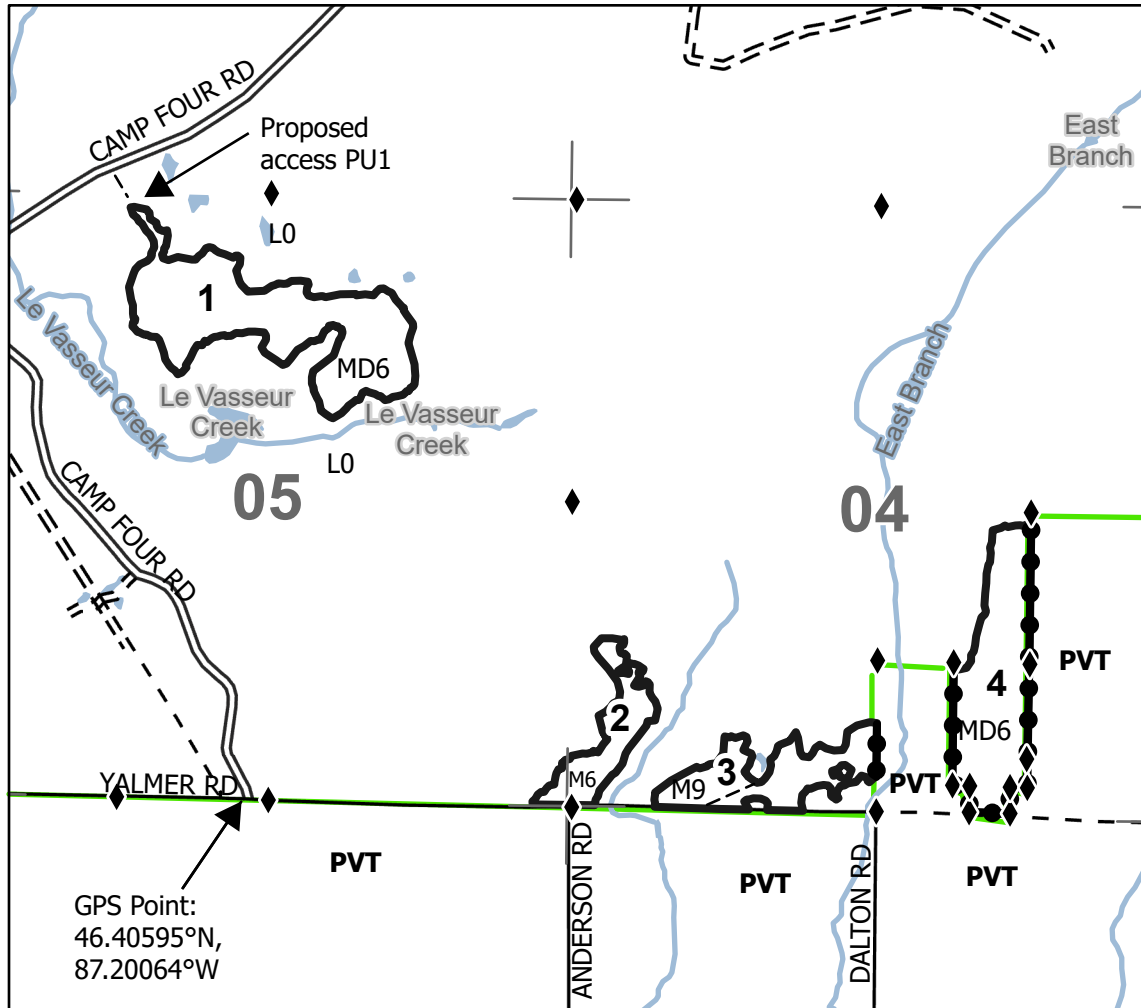 CAMP FOUR RD
Proposed
access PU1
East
Branch
L0
1
Le Vasseur Creek
MD6
Le Vasseur
Creek
Le Vasseur
Creek
East Branch
L0
05
04
CAMP FOUR RD
PVT
4
2
MD6
3
M6
M9
PVT
YALMER RD
PVT
PVT
PVT
GPS Point:
46.40595°N,
87.20064°W
ANDERSON RD
DALTON RD